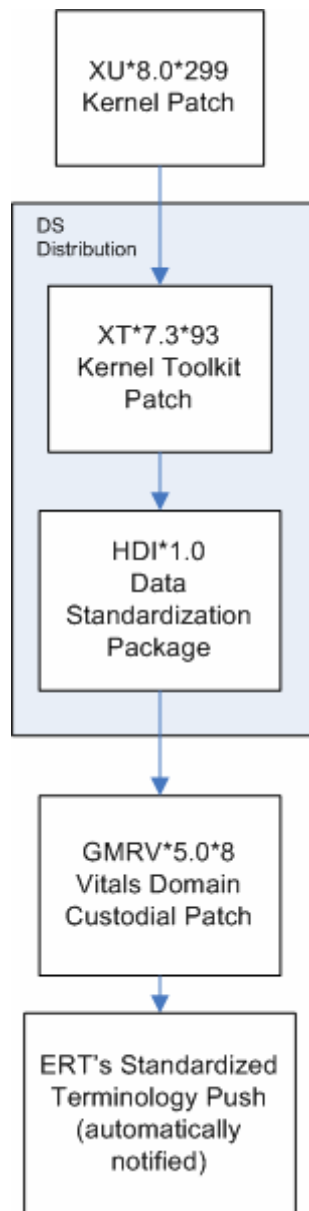 XU*8.0*299
Kernel Patch
DS
Distribution
XT*7.3*93
Kernel Toolkit
Patch
HDI*1.0
Data
Standardization
Package
GMRV*5.0*8
Vitals Domain
Custodial Patch
ERT's Standardized
Terminology Push
(automatically
notified)